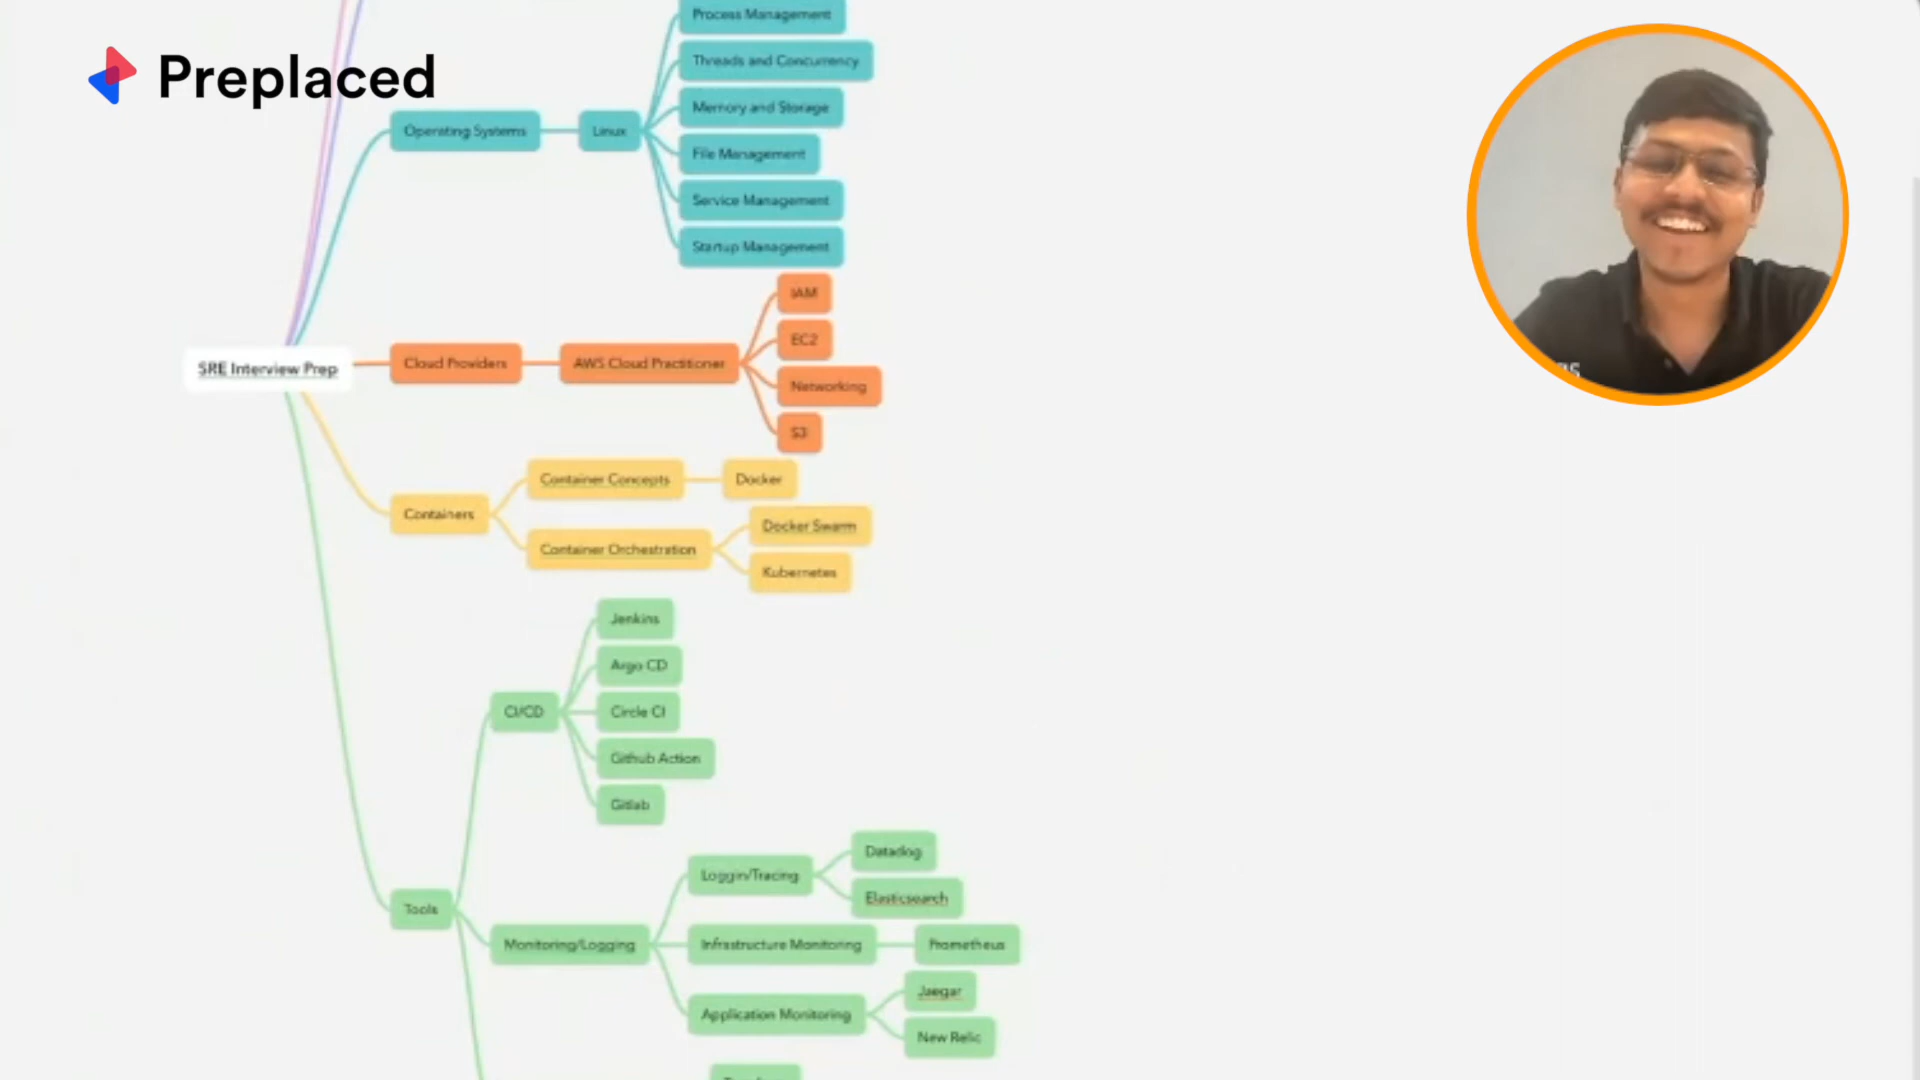 Preplaced
Process Management
Threads and Concurrency
Memory and Storage
Operating Systems
Linux
File Management
Service Management
Startup Management
IAM
EC2
SRE Interview Prep
Cloud Providers
AWS Cloud Practitioner
Networking
S3
Container Concepts
Docker
Containers
Docker Swarm
Container Orchestration
Kubernetes
Jenkins
Argo CD
CI/CD
Circle CI
Github Action
Gitlab
Datadog
Loggin/Tracing
Elasticsearch
Tools
Monitoring/Logging
Infrastructure Monitoring
Prometheus
Jaegar
Application Monitoring
New Relic